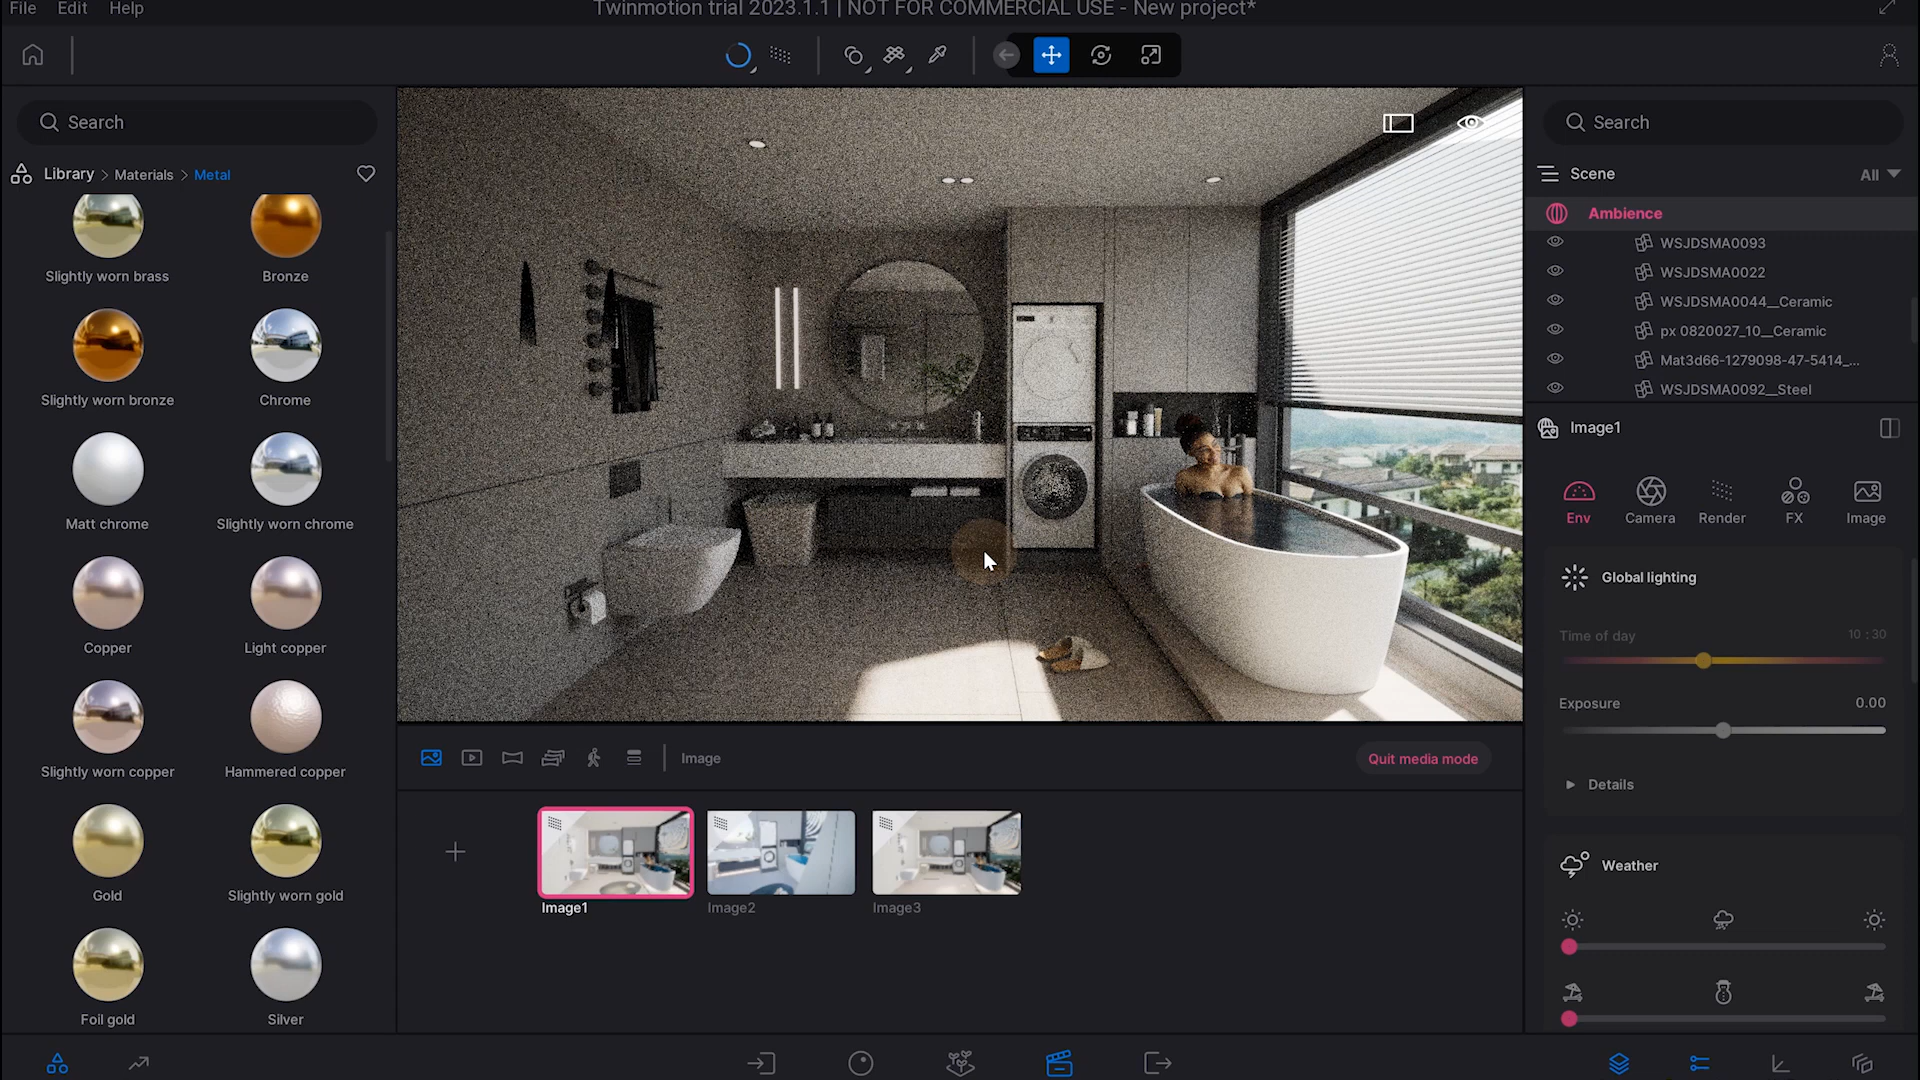 File Edit Help
Twinmotion trial 2023.1.1 | NOT FOR COMMERCIAL USE - New project*
Search
Library > Materials > Metal
Slightly worn brass
Bronze
Slightly worn bronze
Chrome
Matt chrome
Slightly worn chrome
Copper
Light copper
Slightly worn copper
Hammered copper
Gold
Slightly worn gold
Foil gold
Silver
Image
Quit media mode
Image1
Image2
Image3
Search
Scene
All
Ambience
WSJDSMA0093
WSJDSMA0022
WSJDSMA0044__Ceramic
px 0820027_10__Ceramic
Mat3d66-1279098-47-5414_...
WSJDSMA0092__Steel
Image1
Env
Camera
Render
FX
Image
Global lighting
Time of day
10 : 30
Exposure
0.00
Details
Weather